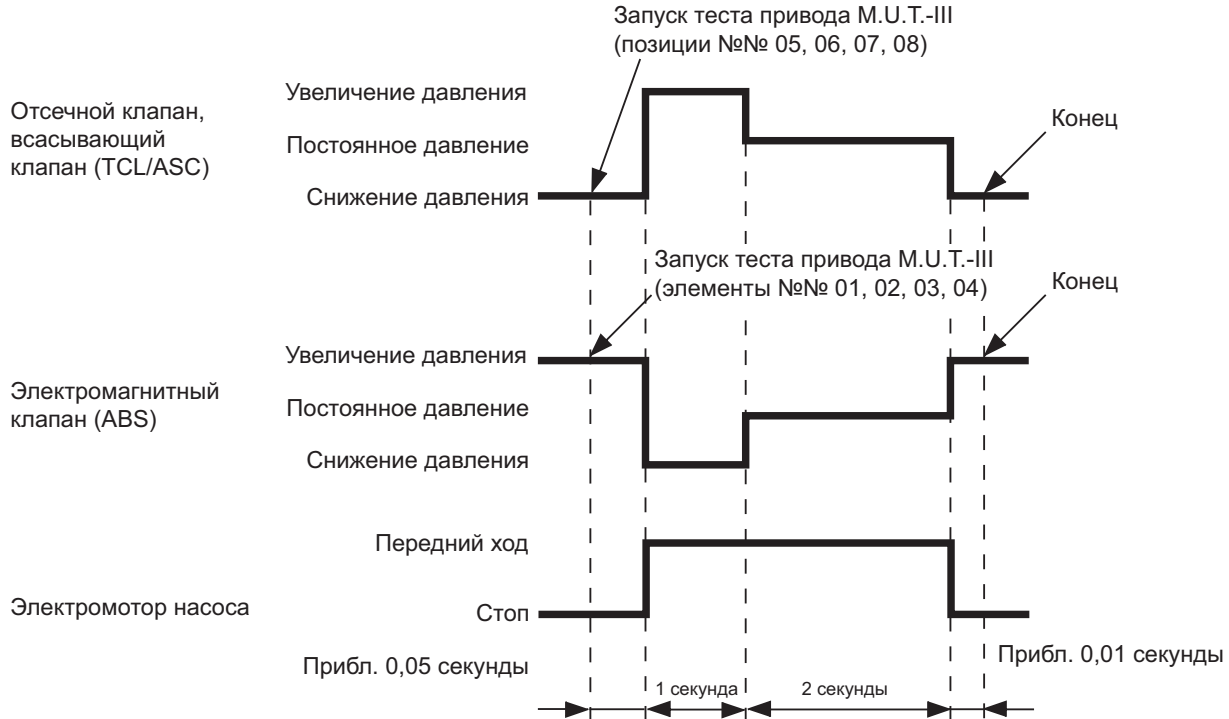 Запуск теста привода M.U.T.-III
(позиции №№ 05, 06, 07, 08)
Отсечной клапан,
всасывающий
клапан (TCL/ASC)
Увеличение давления
Постоянное давление
Снижение давления
Конец
Запуск теста привода M.U.T.-III
(элементы №№ 01, 02, 03, 04)
Конец
Электромагнитный
клапан (ABS)
Увеличение давления
Постоянное давление
Снижение давления
Электромотор насоса
Передний ход
Стоп
Прибл. 0,05 секунды
1 секунда
2 секунды
Прибл. 0,01 секунды